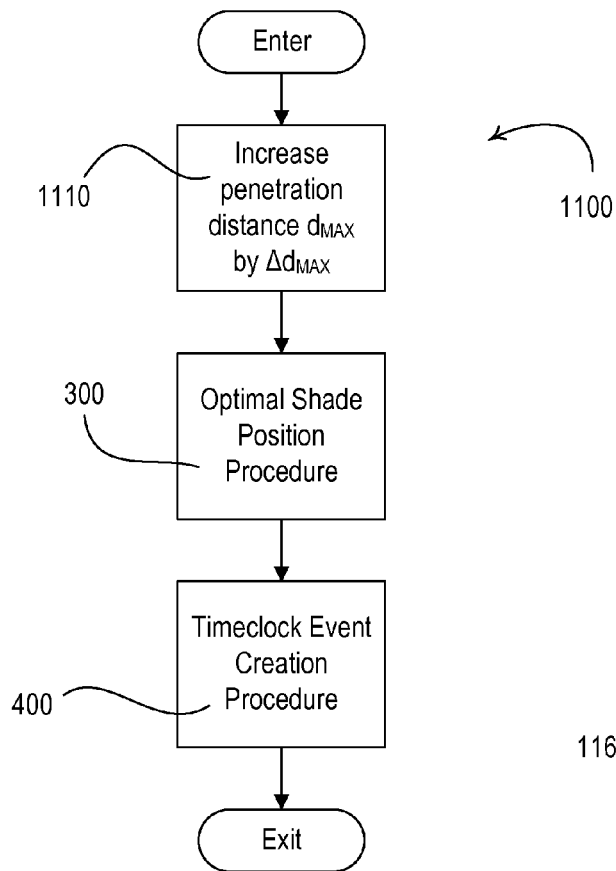 Enter
Increase
penetration
distance dMAX
by ΔdMAX
1110
1100
Optimal Shade
Position
Procedure
300
Timeclock Event
Creation
Procedure
400
116
Exit